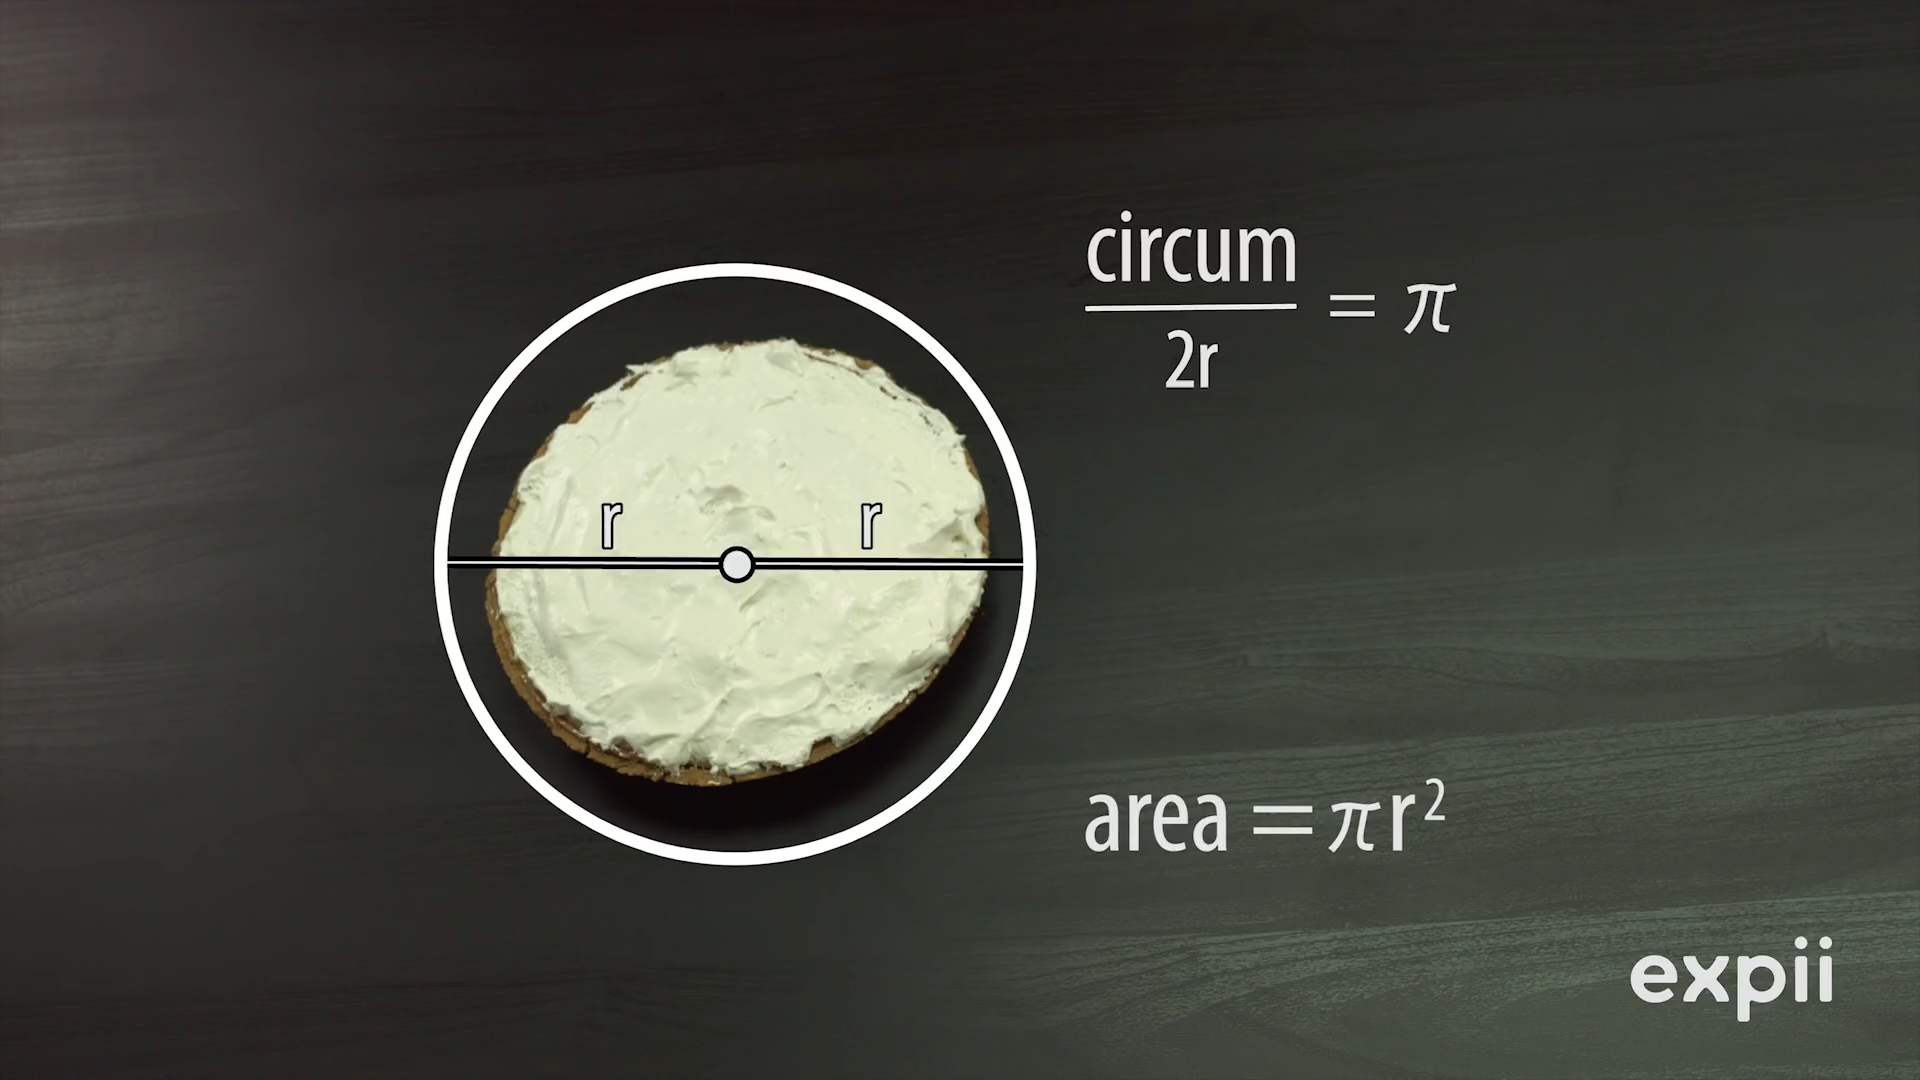 circum
2r
= π
r r
area = πr²
expii